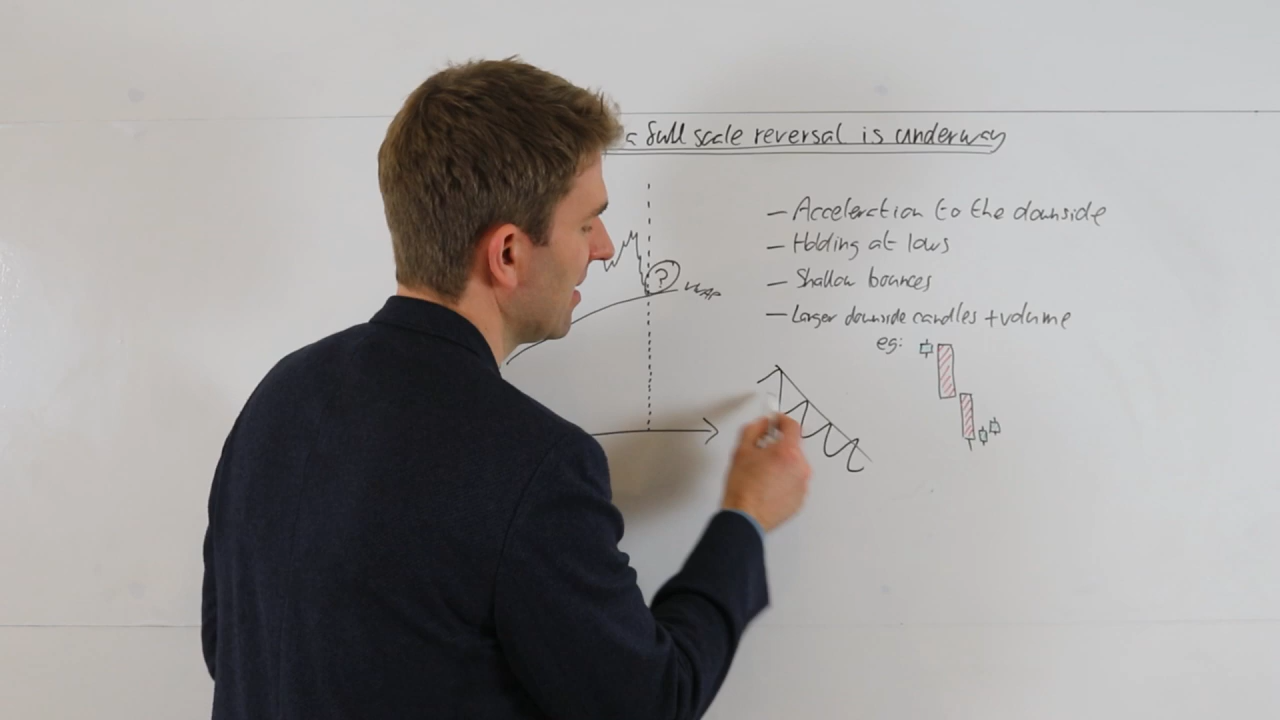 a full scale reversal is underway
– Acceleration to the downside
– Holding at lows
– Shallow bounces
– Larger downside candles + volume
eg:
?
VWAP